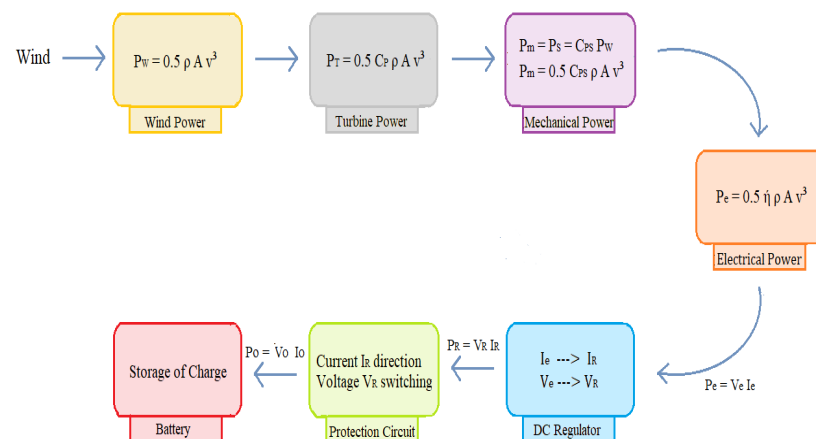 Wind
Pw = 0.5 ρ A v³
Wind Power
PT = 0.5 CP ρ A v³
Turbine Power
Pm = PS = CPS PW
Pm = 0.5 CPS ρ A v³
Mechanical Power
Pe = 0.5 ή ρ A v³
Electrical Power
Pe = Ve Ie
Ie ---> IR
Ve ---> VR
DC Regulator
PR = VR IR
Current IR direction
Voltage VR switching
Protection Circuit
PO = VO IO
Storage of Charge
Battery